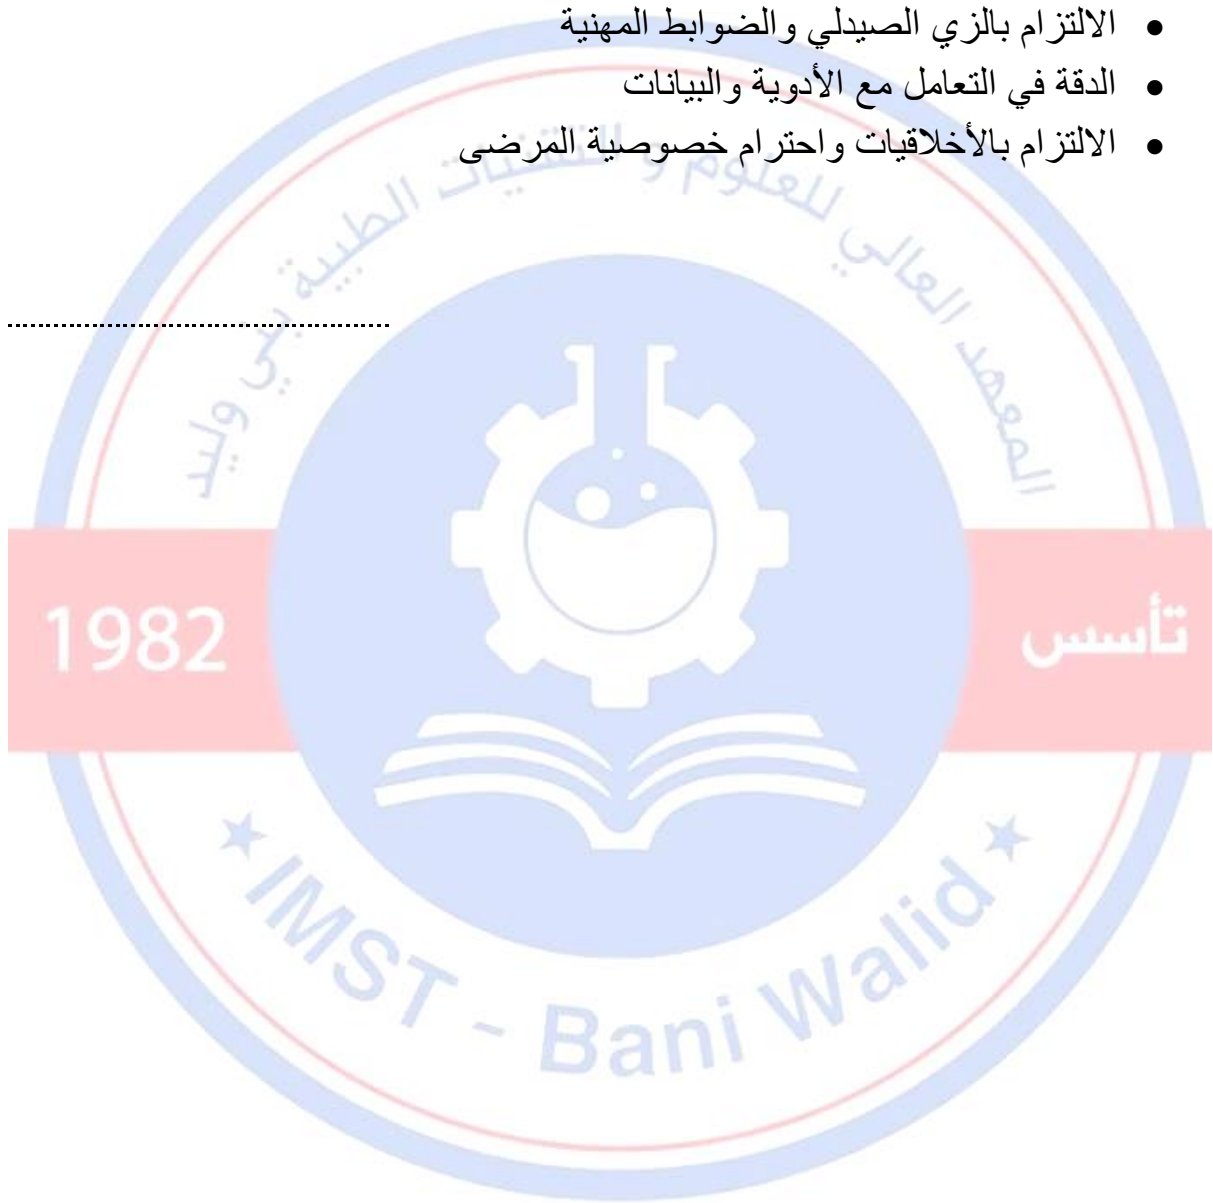 • الالتزام بالزي الصيدلي والضوابط المهنية
• الدقة في التعامل مع الأدوية والبيانات
• الالتزام بالأخلاقيات واحترام خصوصية المرضى
المعهد العالي للعلوم و التقنيات الطبية بني وليد
تأسس 1982
* IMST - Bani Walid *